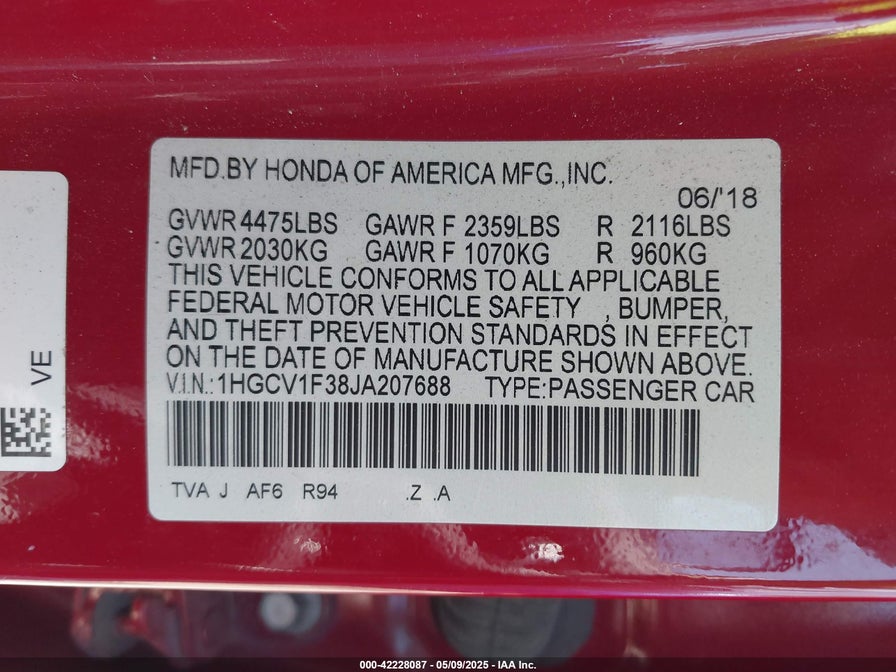 MFD.BY HONDA OF AMERICA MFG.,INC.
06/'18
GVWR 4475LBS GAWR F 2359LBS R 2116LBS
GVWR 2030KG GAWR F 1070KG R 960KG
THIS VEHICLE CONFORMS TO ALL APPLICABLE
FEDERAL MOTOR VEHICLE SAFETY , BUMPER,
AND THEFT PREVENTION STANDARDS IN EFFECT
ON THE DATE OF MANUFACTURE SHOWN ABOVE.
V.I.N.:1HGCV1F38JA207688 TYPE:PASSENGER CAR
TVA J AF6 R94 .Z .A
VE
000-42228087 - 05/09/2025 - IAA Inc.